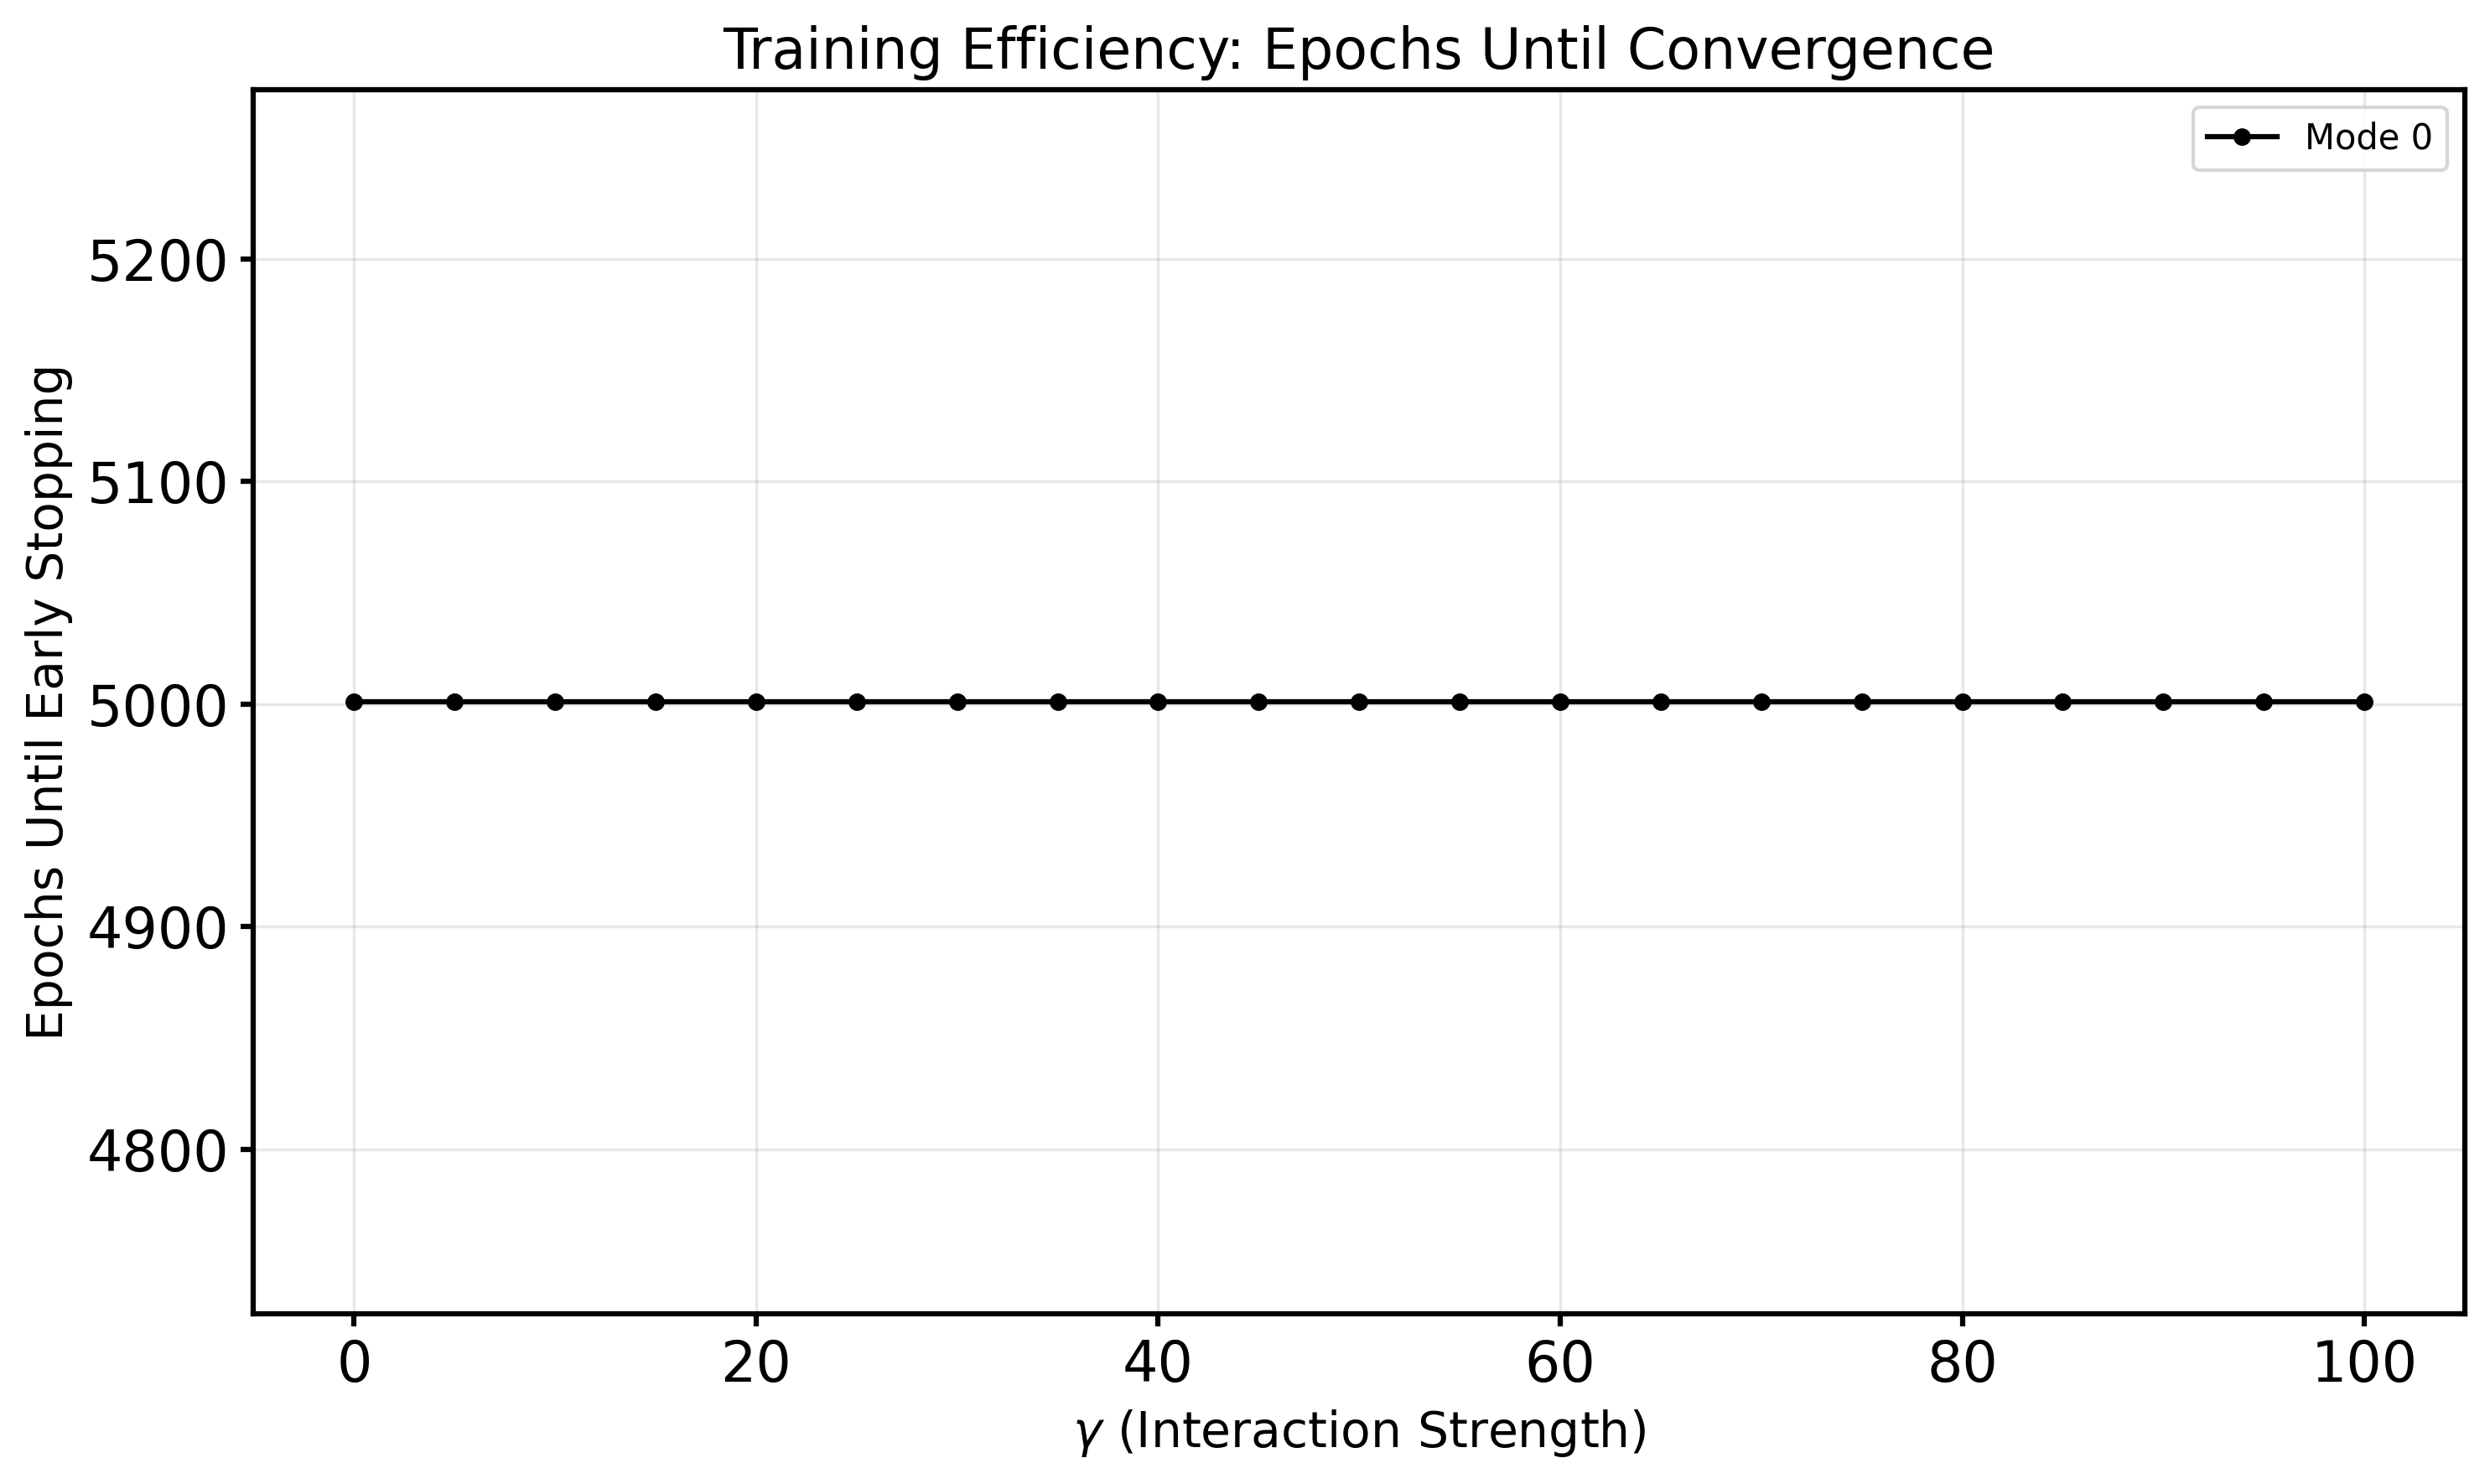 Training Efficiency: Epochs Until Convergence
Mode 0
Epochs Until Early Stopping
5200
5100
5000
4900
4800
0 20 40 60 80 100
γ (Interaction Strength)